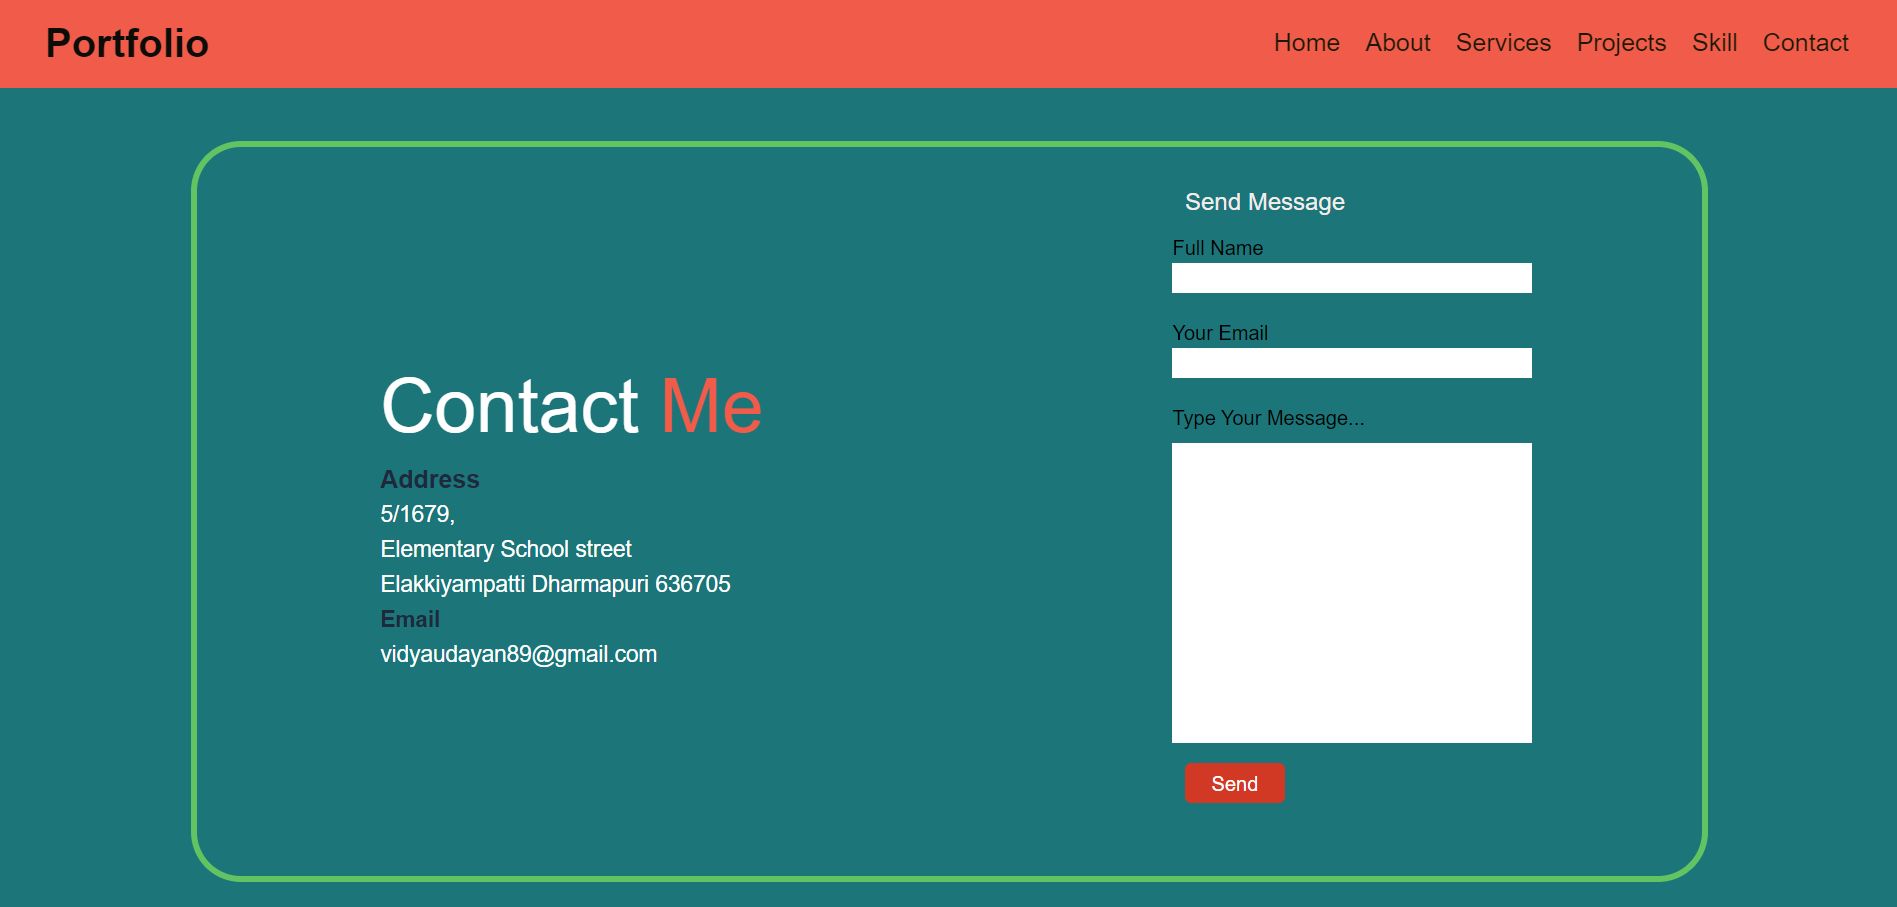 Portfolio
Home About Services Projects Skill Contact
Contact Me
Address
5/1679,
Elementary School street
Elakkiyampatti Dharmapuri 636705
Email
vidyaudayan89@gmail.com
Send Message
Full Name
Your Email
Type Your Message...
Send